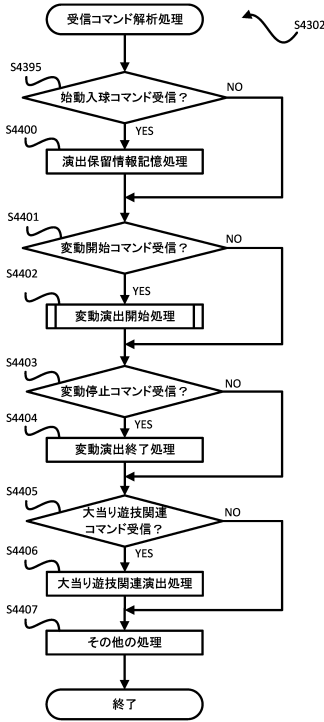 受信コマンド解析処理
S4302
S4395
始動入球コマンド受信？
NO
YES
S4400
演出保留情報記憶処理
S4401
変動開始コマンド受信？
NO
YES
S4402
変動演出開始処理
S4403
変動停止コマンド受信？
NO
YES
S4404
変動演出終了処理
S4405
大当り遊技関連
コマンド受信？
NO
YES
S4406
大当り遊技関連演出処理
S4407
その他の処理
終了